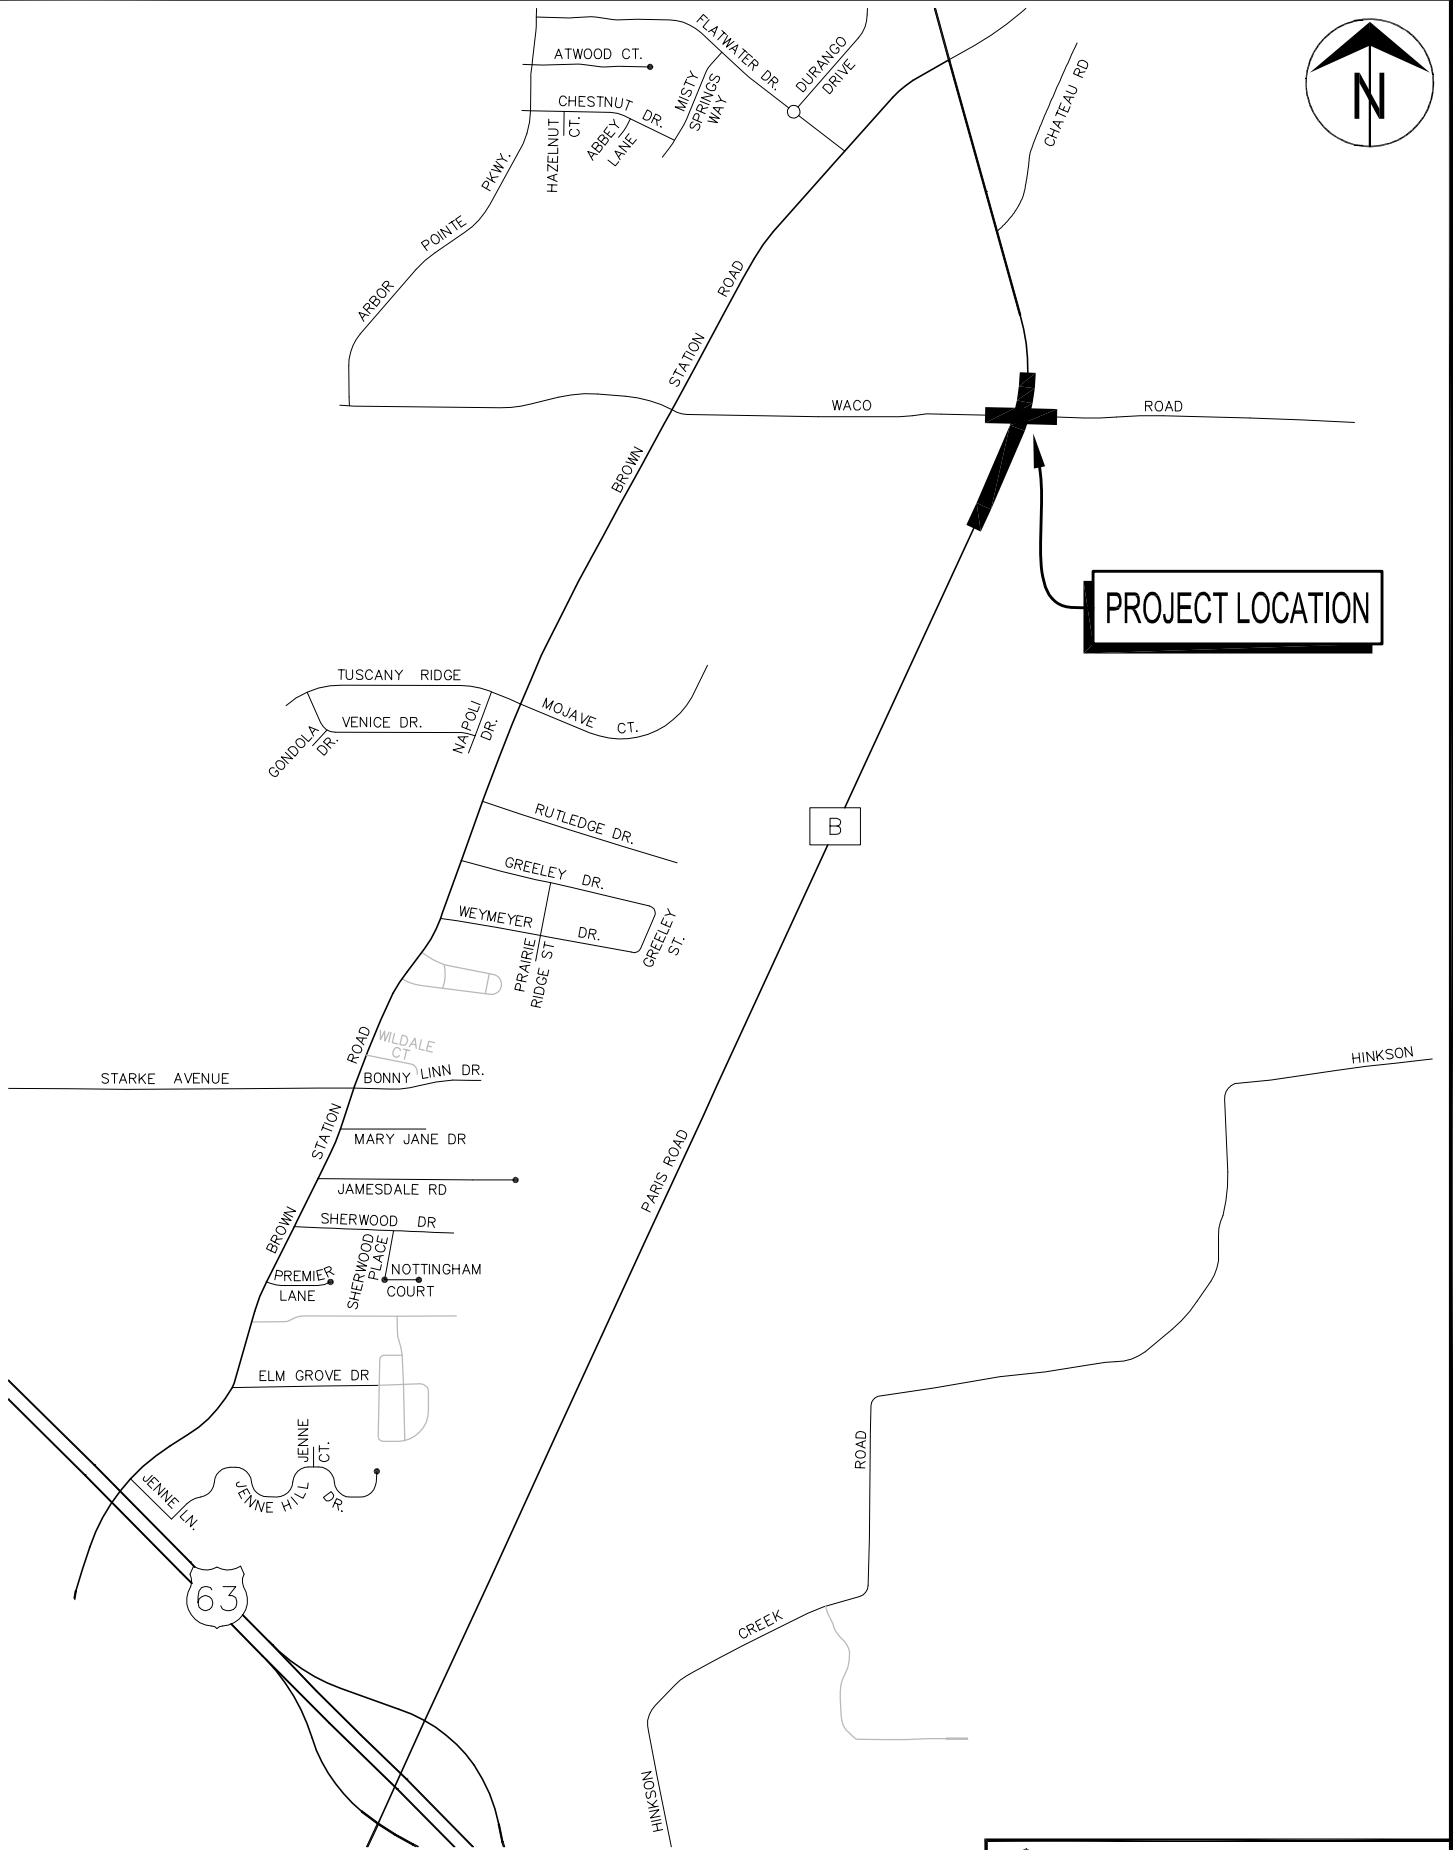 FLATWATER DR.
DURANGO
DRIVE
ATWOOD CT.
MISTY
SPRINGS
WAY
CHESTNUT DR.
HAZELNUT
CT.
ABBEY
LANE
CHATEAU RD
N
ARBOR POINTE PKWY.
BROWN STATION ROAD
WACO ROAD
PROJECT LOCATION
TUSCANY RIDGE
MOJAVE CT.
VENICE DR.
NAPOLI
DR.
GONDOLA
DR.
RUTLEDGE DR.
B
GREELEY DR.
WEYMEYER DR.
GREELEY
ST.
PRAIRIE
RIDGE ST
WILDALE
CT
STARKE AVENUE
BONNY LINN DR.
HINKSON
BROWN STATION ROAD
MARY JANE DR
PARIS ROAD
JAMESDALE RD
SHERWOOD DR
SHERWOOD
PLACE
PREMIER
LANE
NOTTINGHAM
COURT
ELM GROVE DR
JENNE
CT.
JENNE LN.
JENNE HILL DR.
63
HINKSON CREEK ROAD